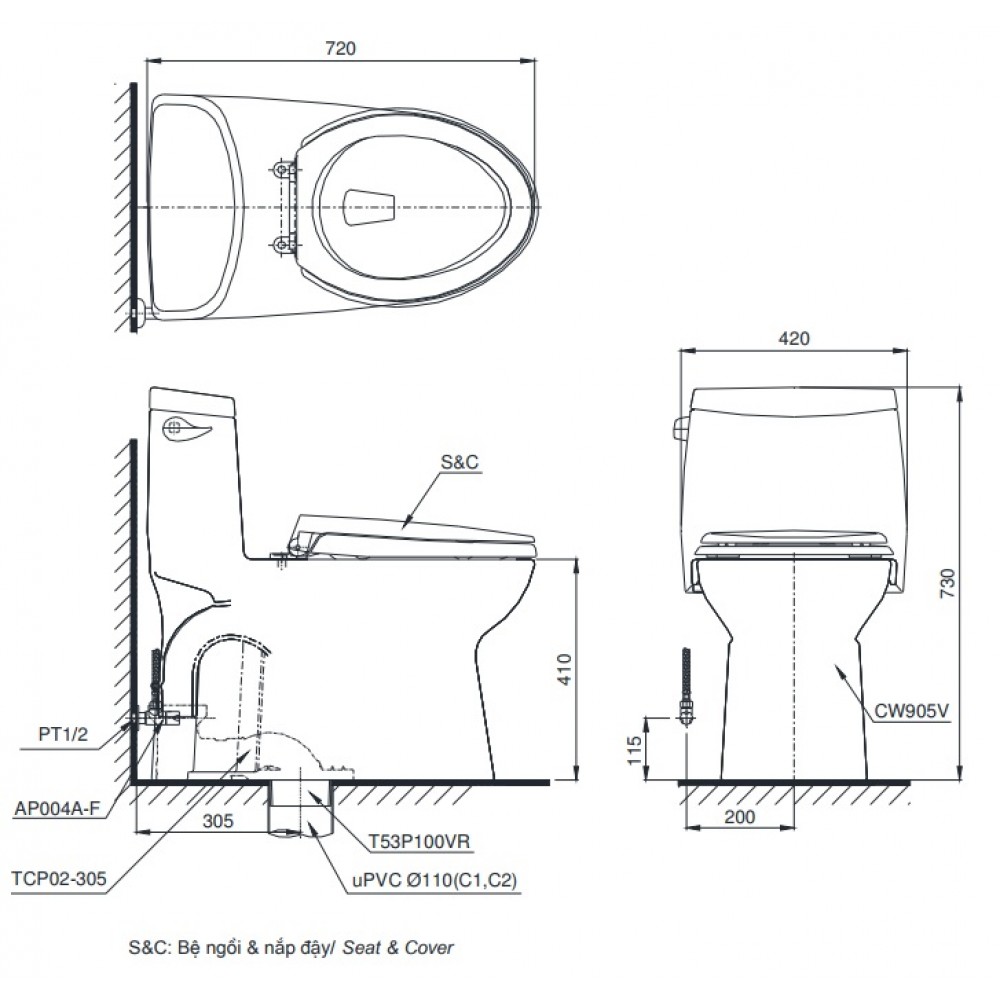 720
420
S&C
730
410
CW905V
PT1/2
115
AP004A-F
305
200
T53P100VR
TCP02-305
uPVC Ø110(C1,C2)
S&C: Bệ ngồi & nắp đậy/ Seat & Cover